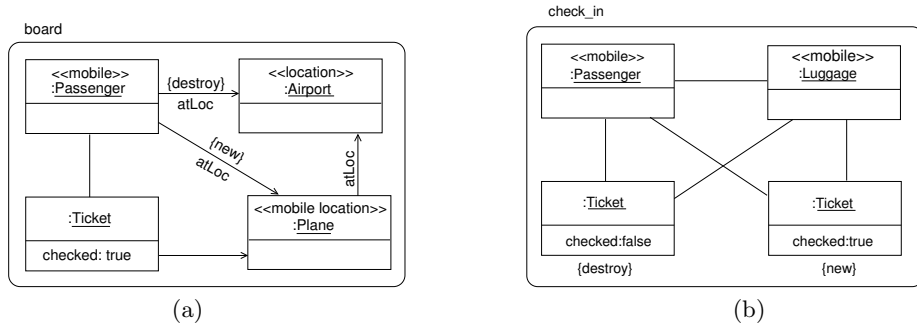 board
<<mobile>>
:Passenger
{destroy}
atLoc
<<location>>
:Airport
{new}
atLoc
atLoc
:Ticket
checked: true
<<mobile location>>
:Plane
(a)
check_in
<<mobile>>
:Passenger
<<mobile>>
:Luggage
:Ticket
checked:false
{destroy}
:Ticket
checked:true
{new}
(b)